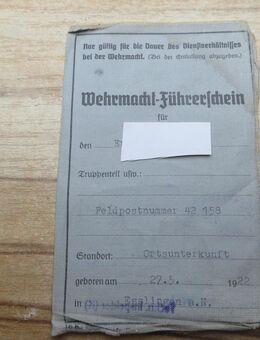 Nur gültig für die Dauer des Dienstverhältnisses
bei der Wehrmacht. (Bei der Entlassung abzugeben.)
Wehrmacht-Führerschein
für
den
Truppenteil usw.:
Feldpostnummer 42 158
Standort: Ortsunterkunft
geboren am 27.5. 1922
in Esslingen a.N.